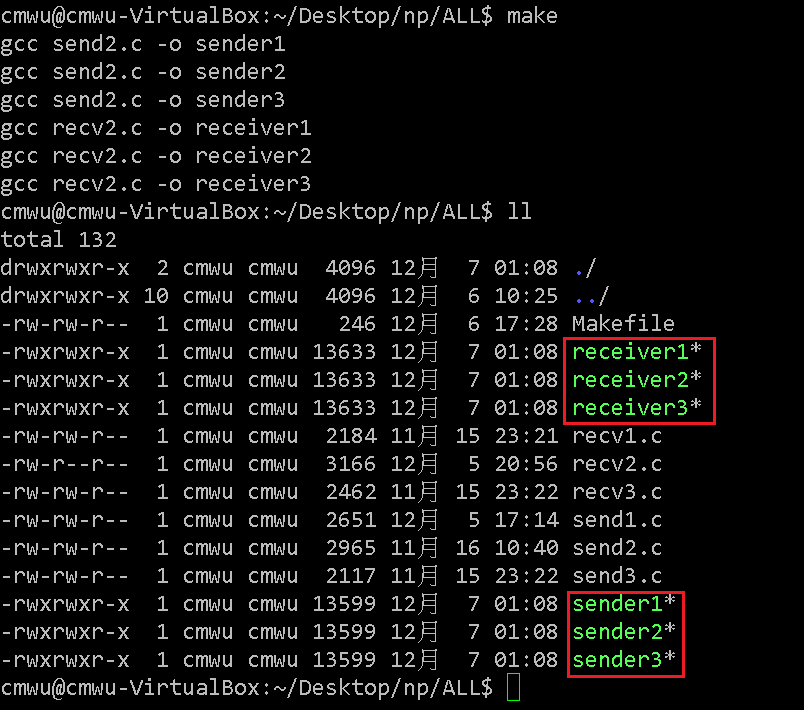 cmwu@cmwu-VirtualBox:~/Desktop/np/ALL$ make
gcc send2.c -o sender1
gcc send2.c -o sender2
gcc send2.c -o sender3
gcc recv2.c -o receiver1
gcc recv2.c -o receiver2
gcc recv2.c -o receiver3
cmwu@cmwu-VirtualBox:~/Desktop/np/ALL$ ll
total 132
drwxrwxr-x  2 cmwu cmwu  4096 12月  7 01:08 ./
drwxrwxr-x 10 cmwu cmwu  4096 12月  6 10:25 ../
-rw-rw-r--  1 cmwu cmwu   246 12月  6 17:28 Makefile
-rwxrwxr-x  1 cmwu cmwu 13633 12月  7 01:08 receiver1*
-rwxrwxr-x  1 cmwu cmwu 13633 12月  7 01:08 receiver2*
-rwxrwxr-x  1 cmwu cmwu 13633 12月  7 01:08 receiver3*
-rw-rw-r--  1 cmwu cmwu  2184 11月 15 23:21 recv1.c
-rw-r--r--  1 cmwu cmwu  3166 12月  5 20:56 recv2.c
-rw-rw-r--  1 cmwu cmwu  2462 11月 15 23:22 recv3.c
-rw-rw-r--  1 cmwu cmwu  2651 12月  5 17:14 send1.c
-rw-rw-r--  1 cmwu cmwu  2965 11月 16 10:40 send2.c
-rw-rw-r--  1 cmwu cmwu  2117 11月 15 23:22 send3.c
-rwxrwxr-x  1 cmwu cmwu 13599 12月  7 01:08 sender1*
-rwxrwxr-x  1 cmwu cmwu 13599 12月  7 01:08 sender2*
-rwxrwxr-x  1 cmwu cmwu 13599 12月  7 01:08 sender3*
cmwu@cmwu-VirtualBox:~/Desktop/np/ALL$